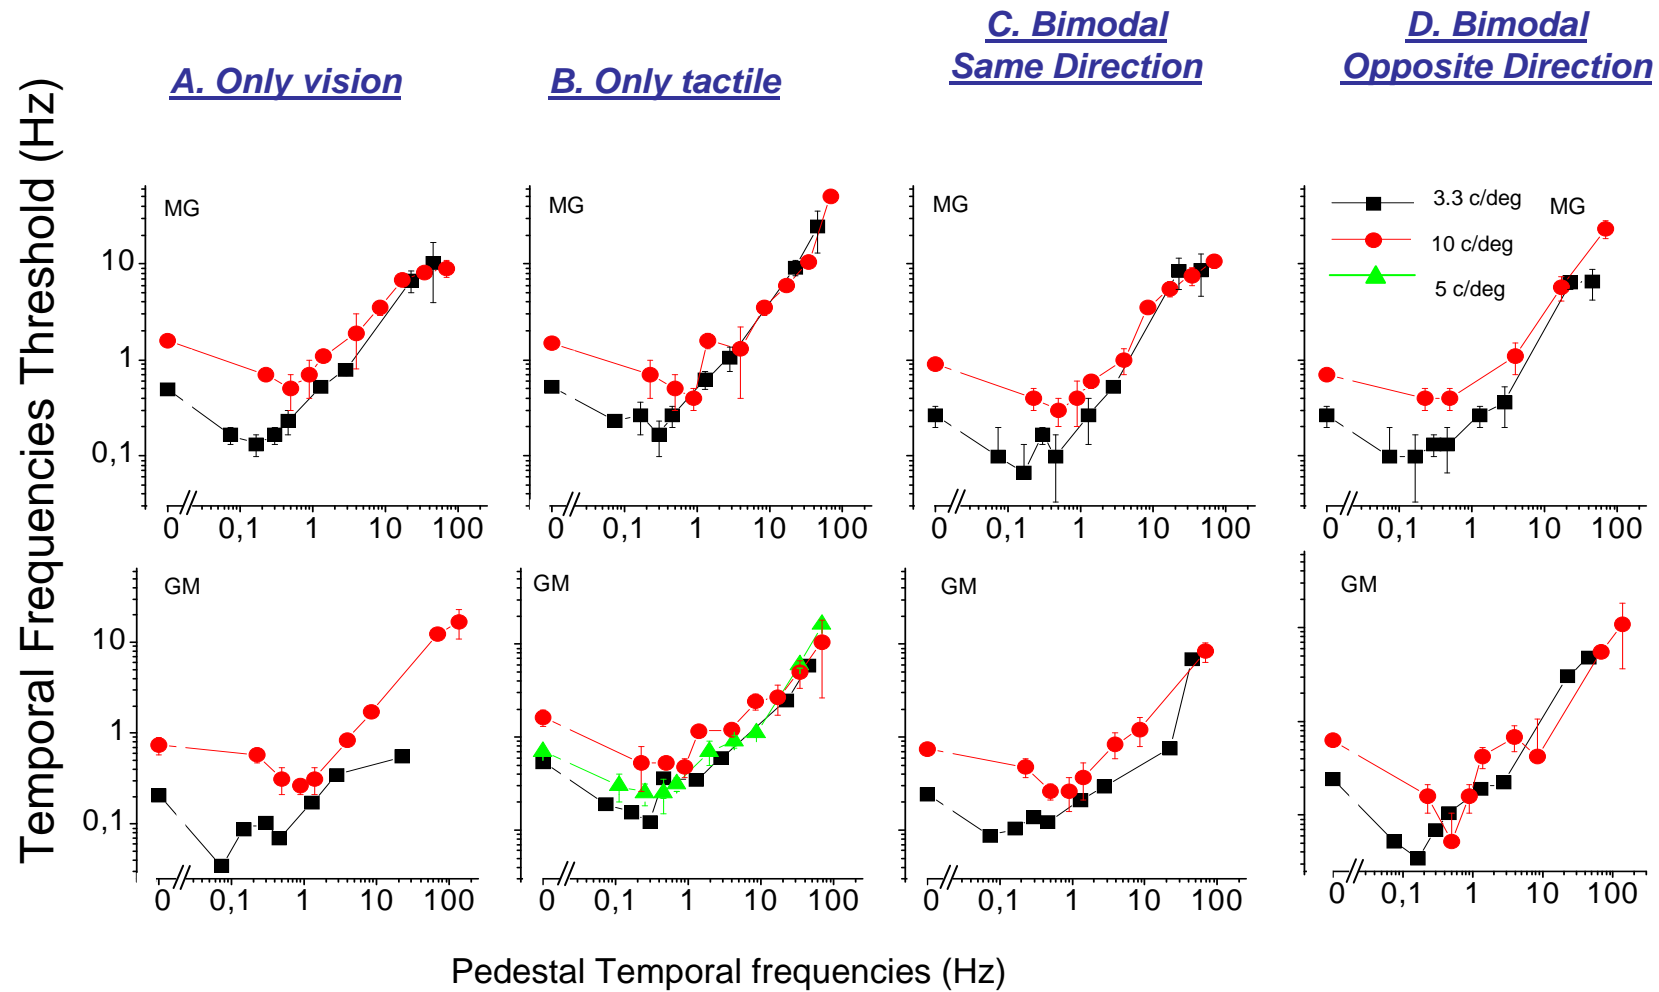 C. Bimodal
Same Direction
D. Bimodal
Opposite Direction
A. Only vision
B. Only tactile
Temporal Frequencies Threshold (Hz)
MG
10
1
0,1
0 0,1 1 10 100
MG
0 0,1 1 10 100
MG
0 0,1 1 10 100
3.3 c/deg
10 c/deg
5 c/deg
MG
0 0,1 1 10 100
GM
10
1
0,1
0 0,1 1 10 100
GM
0 0,1 1 10 100
GM
0 0,1 1 10 100
GM
0 0,1 1 10 100
Pedestal Temporal frequencies (Hz)